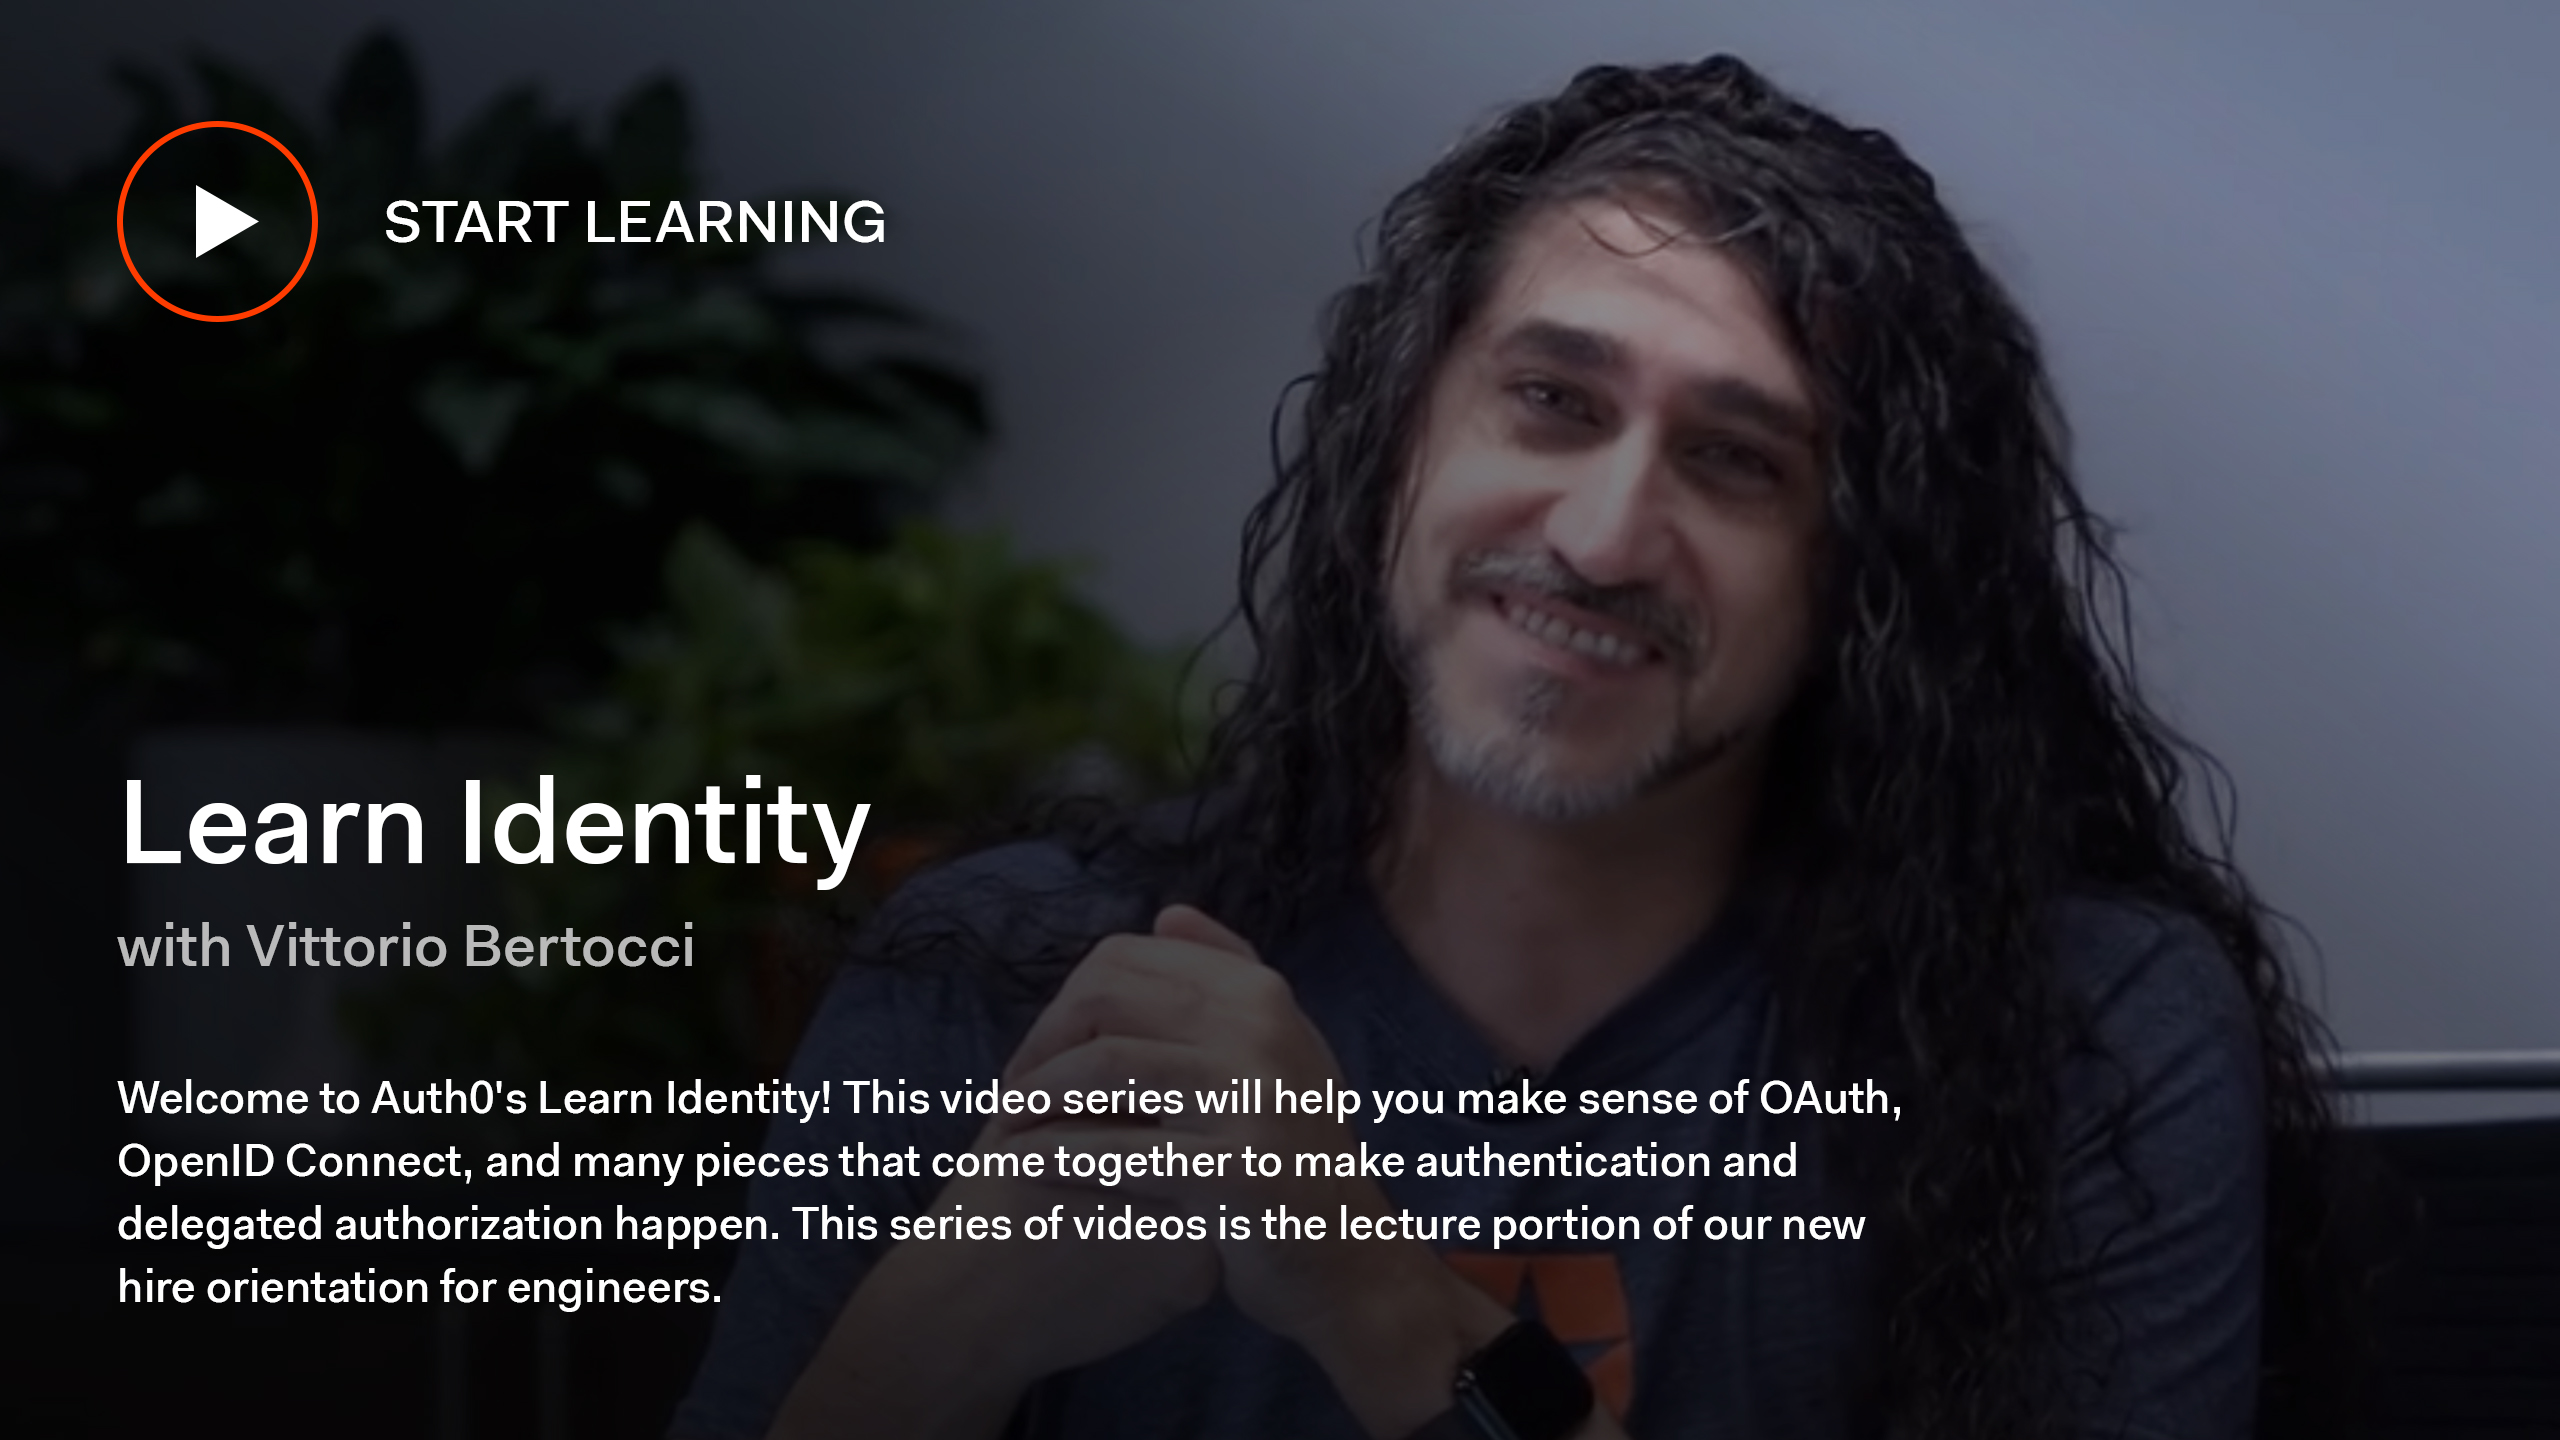 START LEARNING
Learn Identity
with Vittorio Bertocci
Welcome to Auth0's Learn Identity! This video series will help you make sense of OAuth,
OpenID Connect, and many pieces that come together to make authentication and
delegated authorization happen. This series of videos is the lecture portion of our new
hire orientation for engineers.